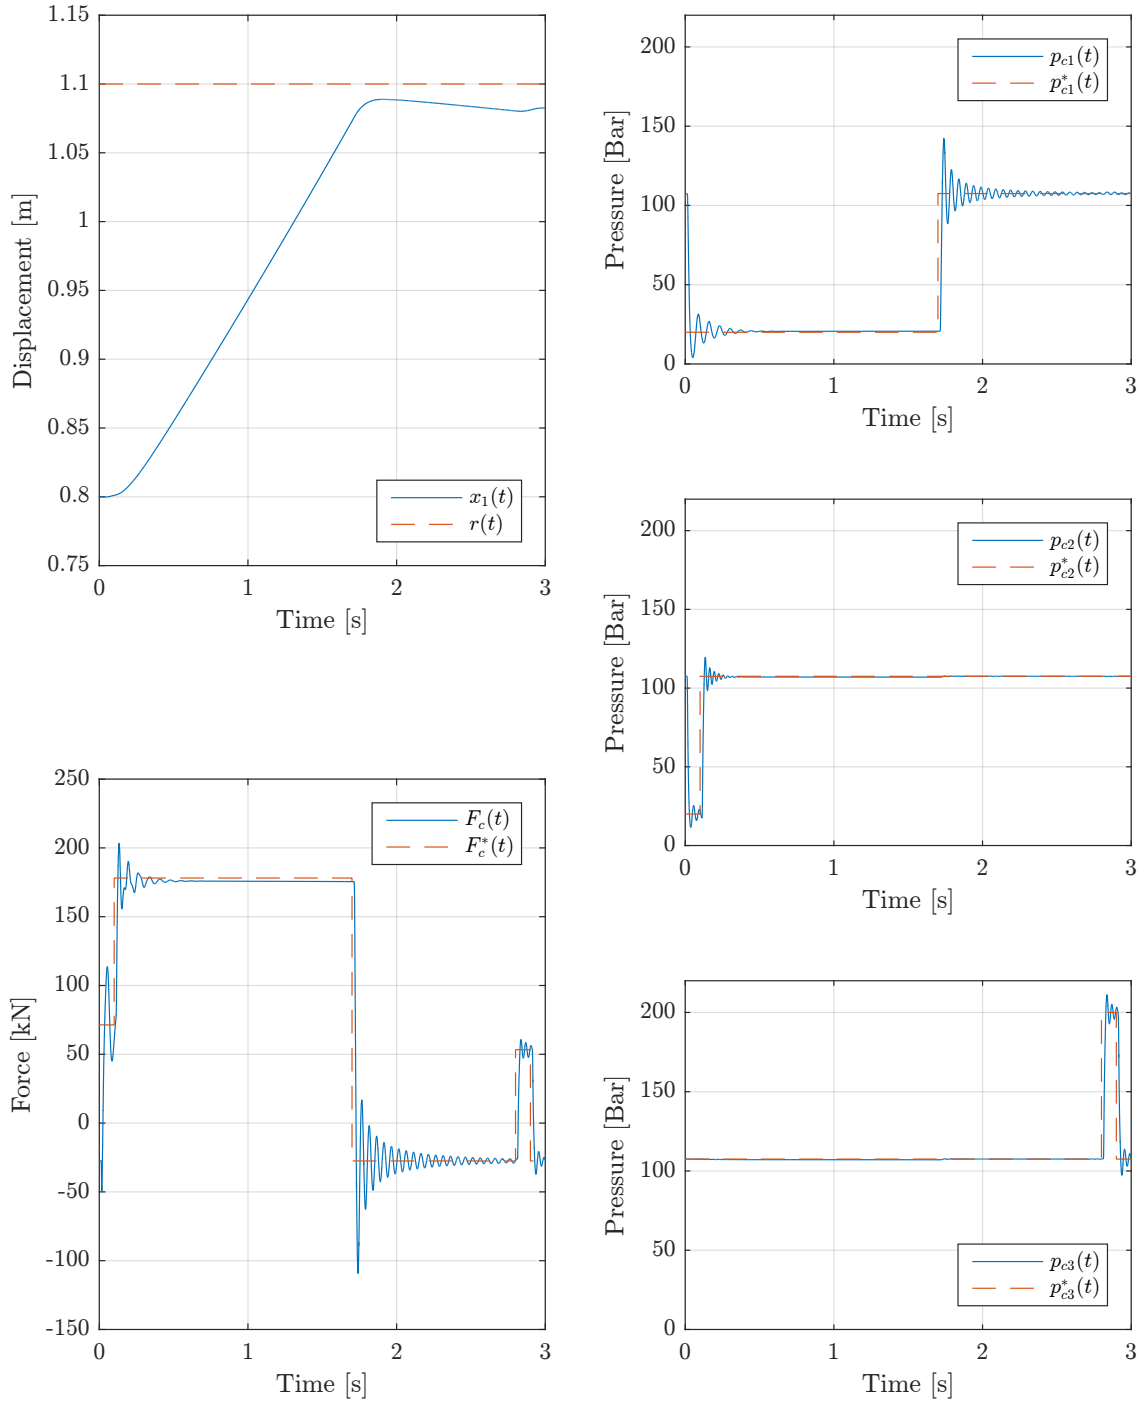 1.15
1.1
1.05
1
0.95
0.9
0.85
0.8
0.75
Displacement [m]
x1(t)
r(t)
0 1 2 3
Time [s]
250
200
150
100
50
0
-50
-100
-150
Force [kN]
Fc(t)
Fc*(t)
0 1 2 3
Time [s]
200
150
100
50
0
Pressure [Bar]
pc1(t)
pc1*(t)
0 1 2 3
Time [s]
200
150
100
50
0
Pressure [Bar]
pc2(t)
pc2*(t)
0 1 2 3
Time [s]
200
150
100
50
0
Pressure [Bar]
pc3(t)
pc3*(t)
0 1 2 3
Time [s]